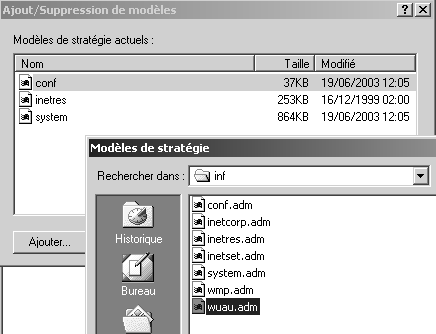 Ajout/Suppression de modèles
Modèles de stratégie actuels :
Nom Taille Modifié
conf 37KB 19/06/2003 12:05
inetres 253KB 16/12/1999 02:00
system 864KB 19/06/2003 12:05
Ajouter...
Modèles de stratégie
Rechercher dans : inf
Historique
Bureau
conf.adm
inetcorp.adm
inetres.adm
inetset.adm
system.adm
wmp.adm
wuau.adm